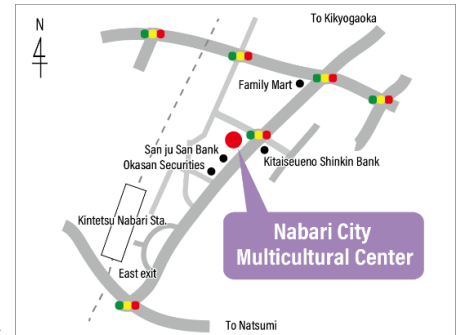 N
To Kikyogaoka
Family Mart
San ju San Bank
Okasan Securities
Kitaiseueno Shinkin Bank
Kintetsu Nabari Sta.
Nabari City
Multicultural Center
East exit
To Natsumi